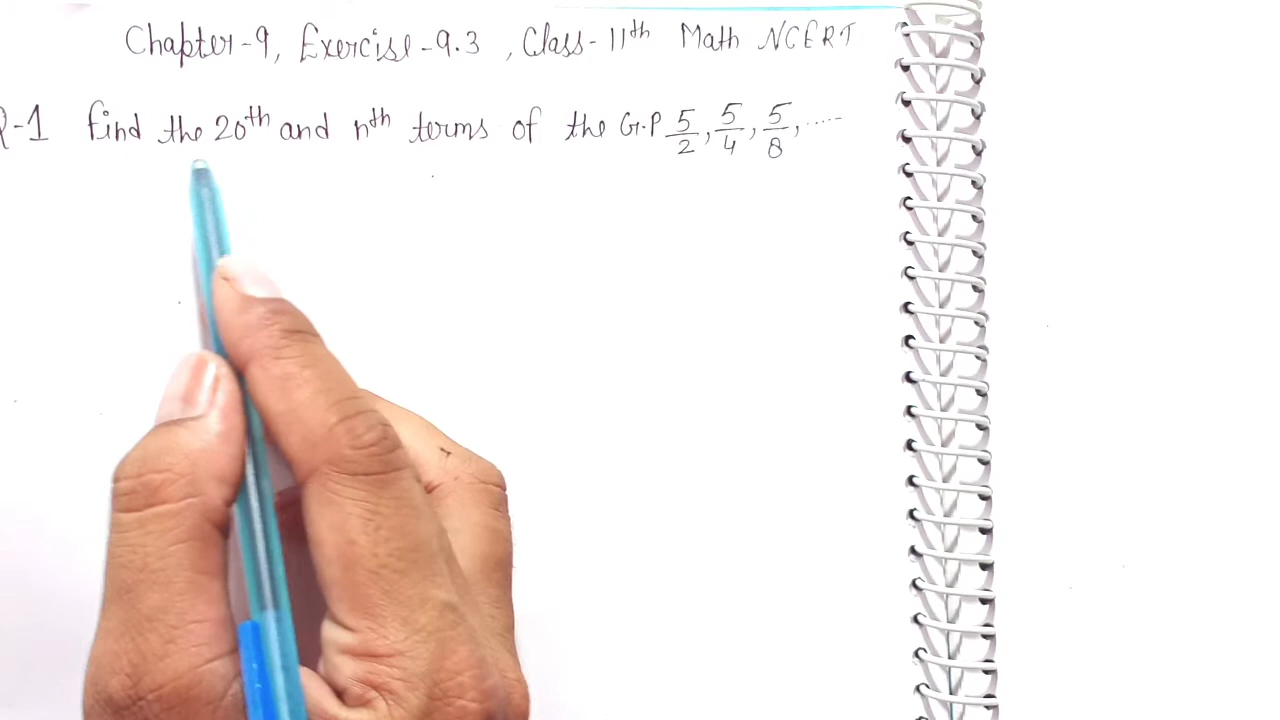 Chapter-9, Exercise-9.3, Class-11th Math NCERT
Q-1 Find the 20th and nth terms of the G.P 5/2, 5/4, 5/8, .....